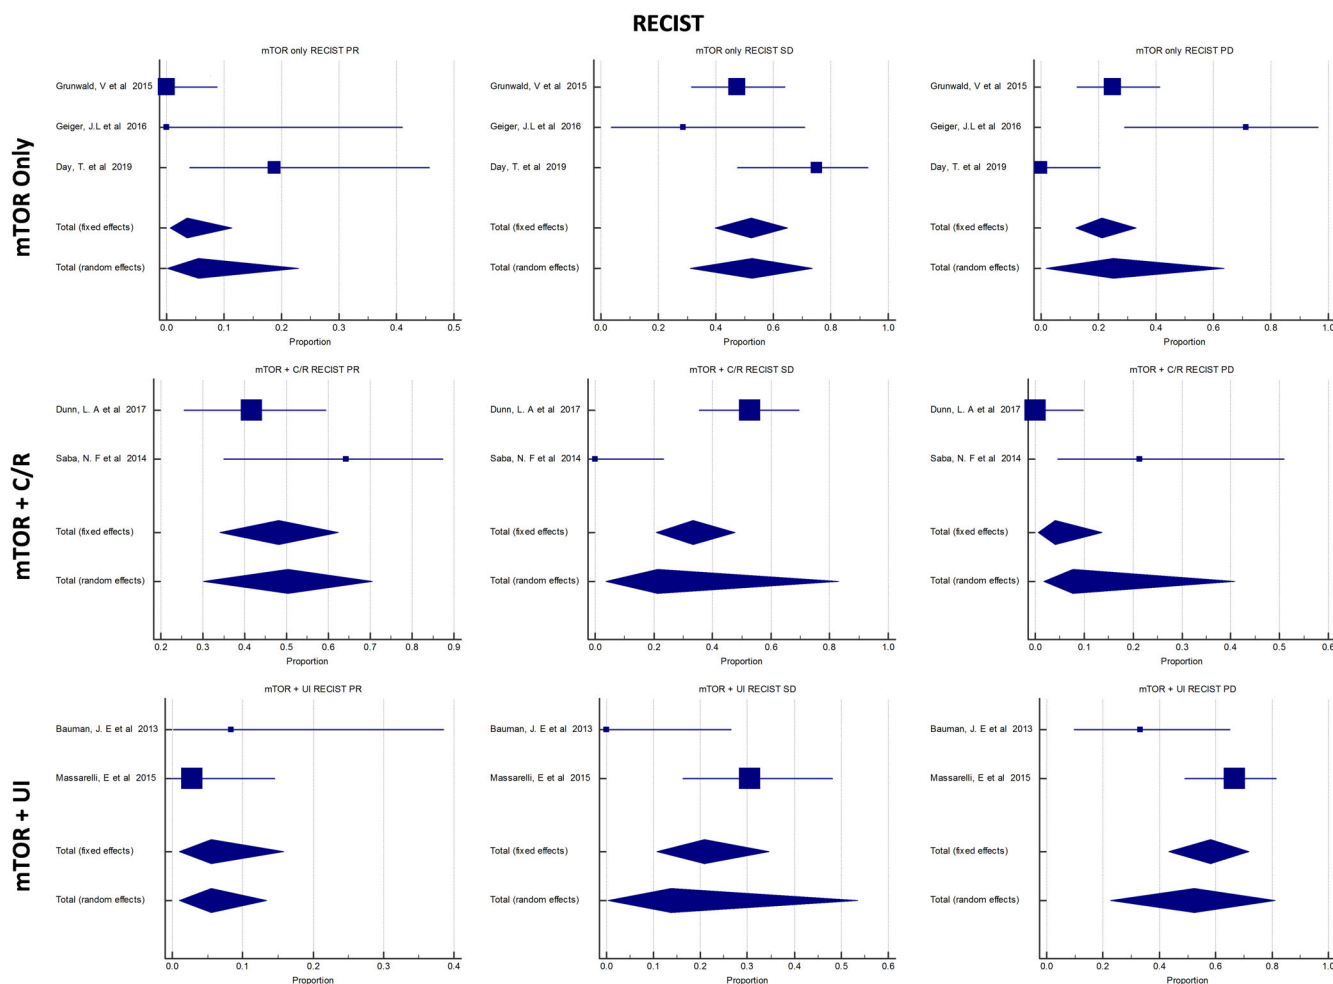 RECIST
mTOR Only
mTOR only RECIST PR
Grunwald, V et al 2015
Geiger, J.L et al 2016
Day, T. et al 2019
Total (fixed effects)
Total (random effects)
0.0 0.1 0.2 0.3 0.4 0.5
Proportion
mTOR only RECIST SD
Grunwald, V et al 2015
Geiger, J.L et al 2016
Day, T. et al 2019
Total (fixed effects)
Total (random effects)
0.0 0.2 0.4 0.6 0.8 1.0
Proportion
mTOR only RECIST PD
Grunwald, V et al 2015
Geiger, J.L et al 2016
Day, T. et al 2019
Total (fixed effects)
Total (random effects)
0.0 0.2 0.4 0.6 0.8 1.0
Proportion
mTOR + C/R
mTOR + C/R RECIST PR
Dunn, L. A et al 2017
Saba, N. F et al 2014
Total (fixed effects)
Total (random effects)
0.2 0.3 0.4 0.5 0.6 0.7 0.8 0.9
Proportion
mTOR + C/R RECIST SD
Dunn, L. A et al 2017
Saba, N. F et al 2014
Total (fixed effects)
Total (random effects)
0.0 0.2 0.4 0.6 0.8 1.0
Proportion
mTOR + C/R RECIST PD
Dunn, L. A et al 2017
Saba, N. F et al 2014
Total (fixed effects)
Total (random effects)
0.0 0.1 0.2 0.3 0.4 0.5 0.6
Proportion
mTOR + UI
mTOR + UI RECIST PR
Bauman, J. E et al 2013
Massarelli, E et al 2015
Total (fixed effects)
Total (random effects)
0.0 0.1 0.2 0.3 0.4
Proportion
mTOR + UI RECIST SD
Bauman, J. E et al 2013
Massarelli, E et al 2015
Total (fixed effects)
Total (random effects)
0.0 0.1 0.2 0.3 0.4 0.5 0.6
Proportion
mTOR + UI RECIST PD
Bauman, J. E et al 2013
Massarelli, E et al 2015
Total (fixed effects)
Total (random effects)
0.0 0.2 0.4 0.6 0.8 1.0
Proportion